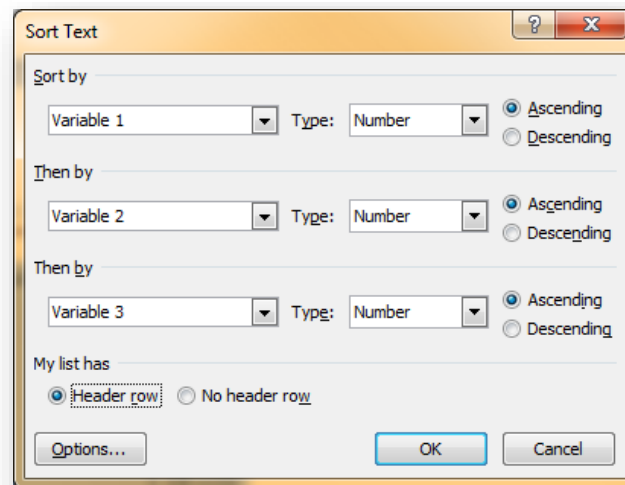 Sort Text
Sort by
Variable 1 Type: Number Ascending
Descending
Then by
Variable 2 Type: Number Ascending
Descending
Then by
Variable 3 Type: Number Ascending
Descending
My list has
Header row No header row
Options... OK Cancel